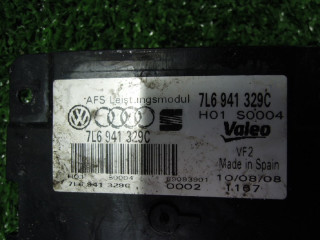 AFS Leistungsmodul 7L6 941 329C
H01 S0004
7L6 941 329C
Valeo
VF2
Made in Spain
H01 S0004 10/08/08
7L6 941 329C 0002 1167